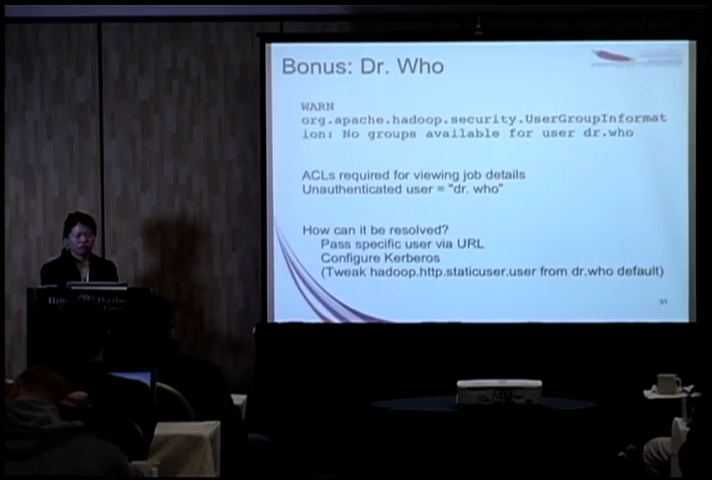 Bonus: Dr. Who
WARN
org.apache.hadoop.security.UserGroupInformat
ion: No groups available for user dr.who
ACLs required for viewing job details
Unauthenticated user = "dr. who"
How can it be resolved?
Pass specific user via URL
Configure Kerberos
(Tweak hadoop.http.staticuser.user from dr.who default)
31